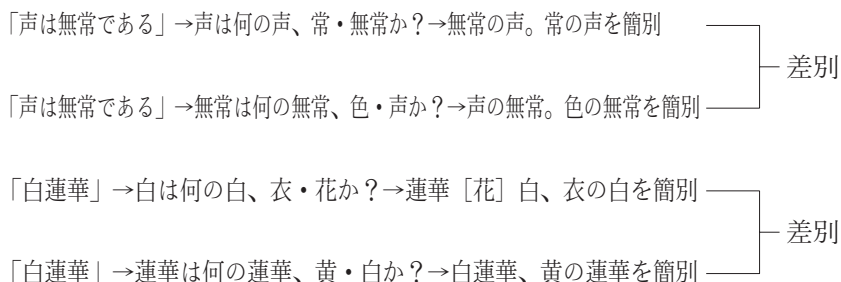 「声は無常である」→声は何の声、常・無常か？→無常の声。常の声を簡別
差別
「声は無常である」→無常は何の無常、色・声か？→声の無常。色の無常を簡別
「白蓮華」→白は何の白、衣・花か？→蓮華［花］白、衣の白を簡別
差別
「白蓮華」→蓮華は何の蓮華、黄・白か？→白蓮華、黄の蓮華を簡別